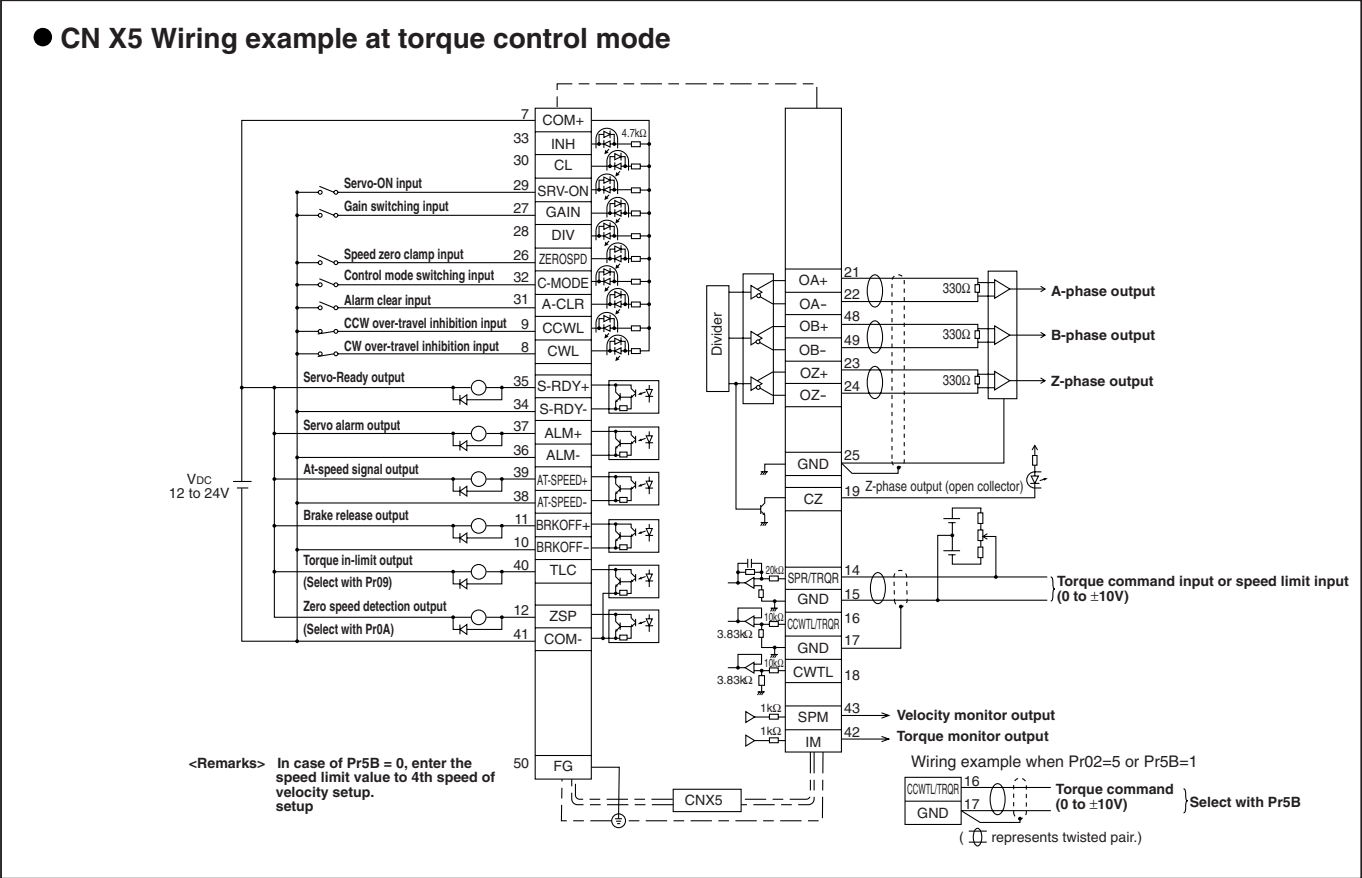 ● CN X5 Wiring example at torque control mode
7 COM+
33 INH 4.7kΩ
30 CL
Servo-ON input 29 SRV-ON
Gain switching input 27 GAIN
28 DIV
Speed zero clamp input 26 ZEROSPD
Control mode switching input 32 C-MODE
Alarm clear input 31 A-CLR
CCW over-travel inhibition input 9 CCWL
CW over-travel inhibition input 8 CWL
Servo-Ready output 35 S-RDY+
34 S-RDY-
Servo alarm output 37 ALM+
36 ALM-
At-speed signal output 39 AT-SPEED+
38 AT-SPEED-
Brake release output 11 BRKOFF+
10 BRKOFF-
Torque in-limit output 40 TLC
(Select with Pr09)
Zero speed detection output 12 ZSP
(Select with Pr0A)
41 COM-
VDC
12 to 24V
50 FG
<Remarks> In case of Pr5B = 0, enter the
speed limit value to 4th speed of
velocity setup.
setup
CNX5
Divider
OA+ 21
OA− 22
330Ω A-phase output
OB+ 48
OB− 49
330Ω B-phase output
OZ+ 23
OZ− 24
330Ω Z-phase output
GND 25
CZ 19 Z-phase output (open collector)
20kΩ SPR/TRQR 14
GND 15
Torque command input or speed limit input
(0 to ±10V)
10kΩ CCWTL/TRQR 16
3.83kΩ
GND 17
10kΩ CWTL 18
3.83kΩ
1kΩ SPM 43 Velocity monitor output
1kΩ IM 42 Torque monitor output
Wiring example when Pr02=5 or Pr5B=1
CCWTL/TRQR 16 Torque command
GND 17 (0 to ±10V)
Select with Pr5B
( represents twisted pair.)